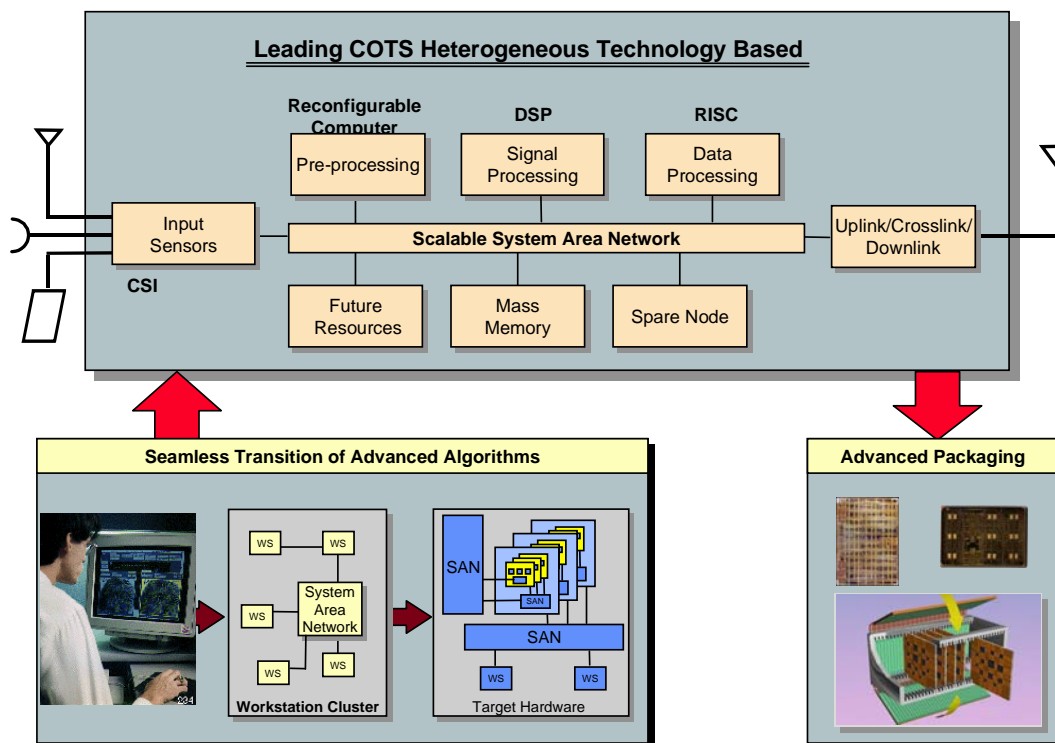 Leading COTS Heterogeneous Technology Based
Reconfigurable
Computer
DSP
RISC
Pre-processing
Signal
Processing
Data
Processing
Input
Sensors
Scalable System Area Network
Uplink/Crosslink/
Downlink
CSI
Future
Resources
Mass
Memory
Spare Node
Seamless Transition of Advanced Algorithms
Advanced Packaging
WS
WS
WS
System
Area
Network
WS
WS
Workstation Cluster
SAN
SAN
SAN
WS
WS
Target Hardware
234